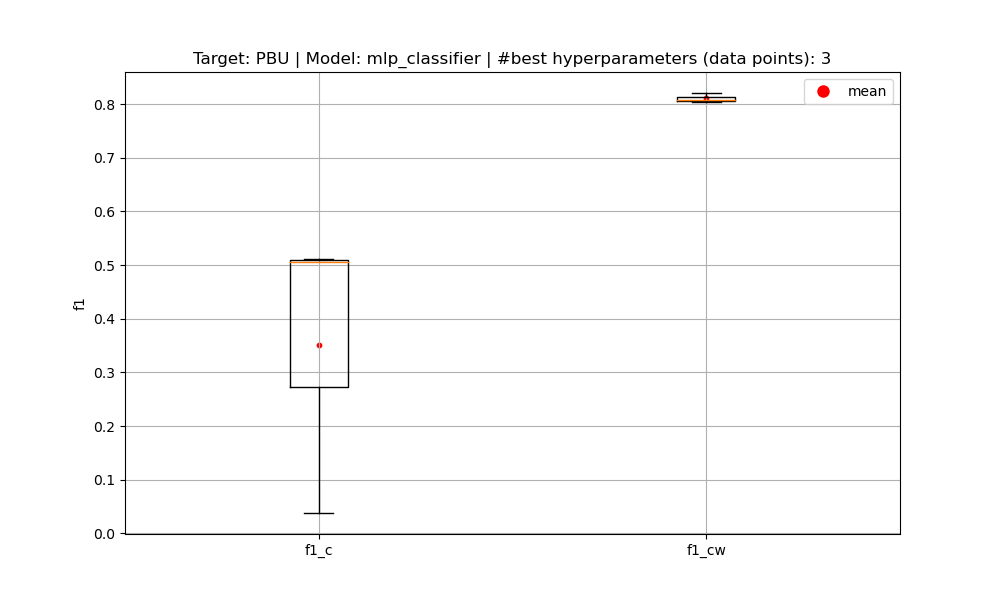 Target: PBU | Model: mlp_classifier | #best hyperparameters (data points): 3
mean
0.8
0.7
0.6
0.5
0.4
0.3
0.2
0.1
0.0
f1
f1_c
f1_cw